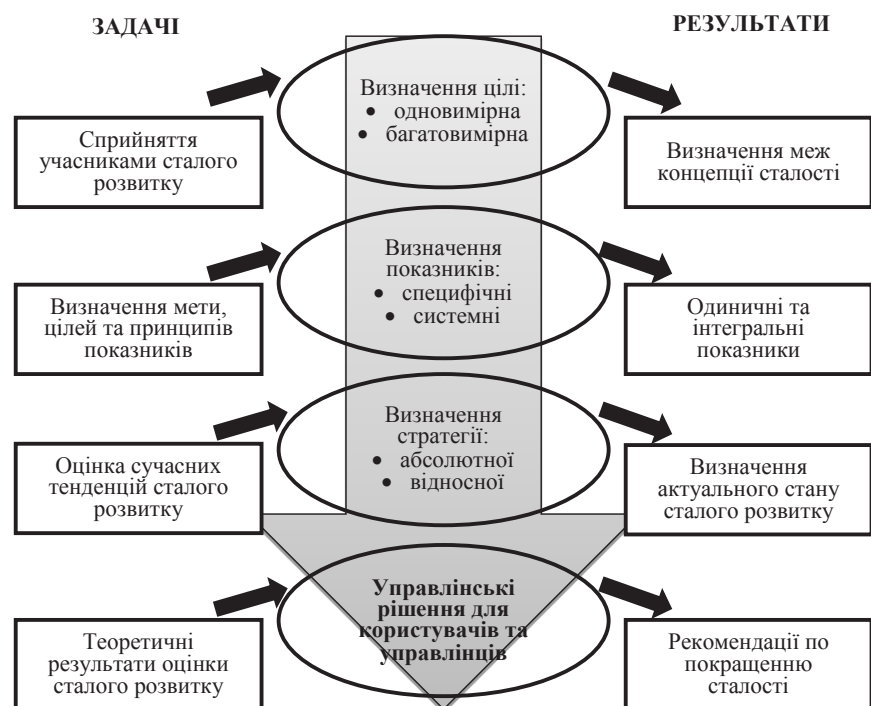 ЗАДАЧІ
РЕЗУЛЬТАТИ
Сприйняття
учасниками сталого
розвитку
Визначення цілі:
• одновимірна
• багатовимірна
Визначення меж
концепції сталості
Визначення мети,
цілей та принципів
показників
Визначення
показників:
• специфічні
• системні
Одиничні та
інтегральні
показники
Оцінка сучасних
тенденцій сталого
розвитку
Визначення
стратегії:
• абсолютної
• відносної
Визначення
актуального стану
сталого розвитку
Теоретичні
результати оцінки
сталого розвитку
Управлінські
рішення для
користувачів та
управлінців
Рекомендації по
покращенню
сталості